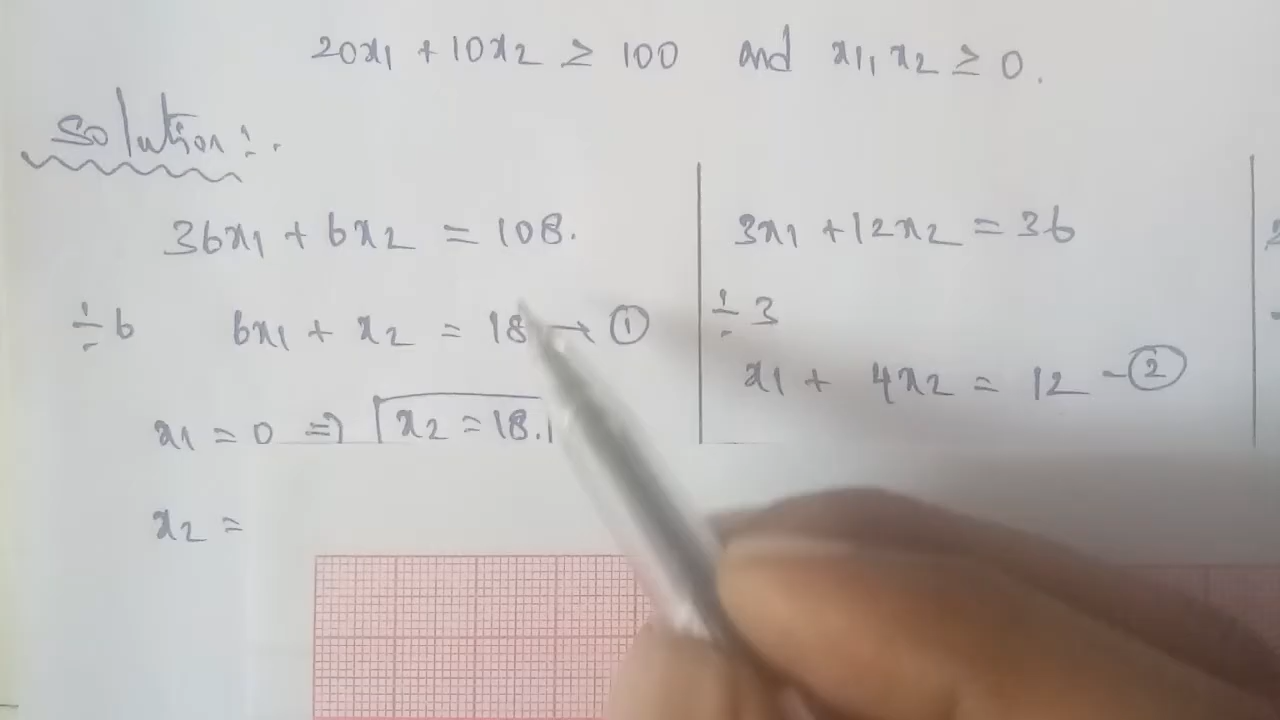 20x1 + 10x2 ≥ 100 and x1, x2 ≥ 0.
Solution:.
36x1 + 6x2 = 108.
÷6 6x1 + x2 = 18 → ①
x1 = 0 ⇒ x2 = 18.
x2 =
3x1 + 12x2 = 36
÷3
x1 + 4x2 = 12 - ②